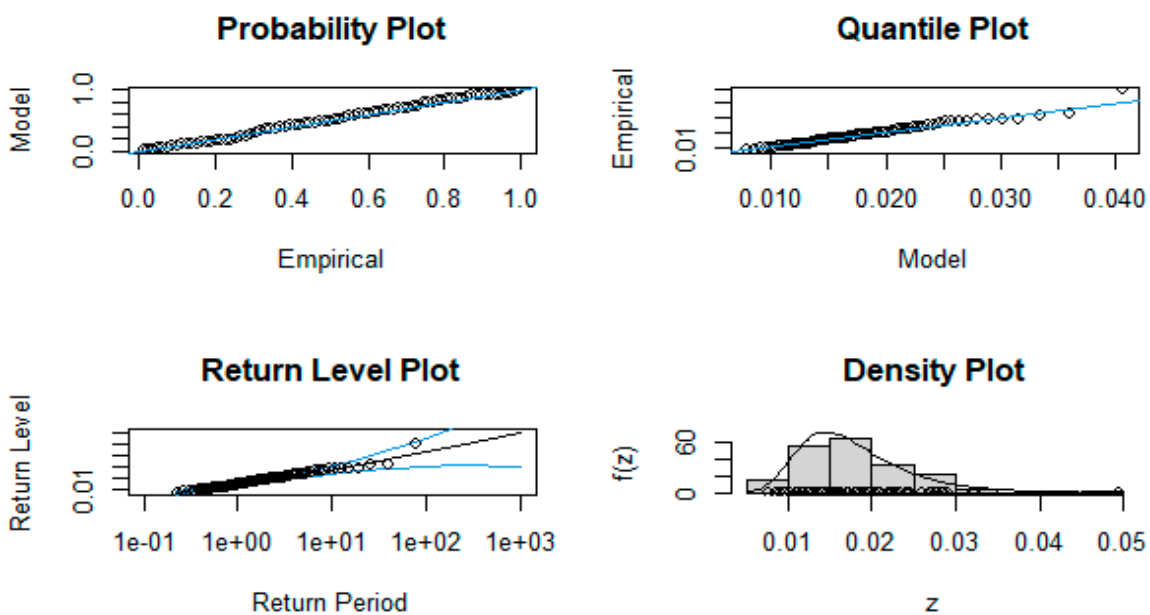 Probability Plot
Model
0.0 1.0
0.0 0.2 0.4 0.6 0.8 1.0
Empirical
Quantile Plot
Empirical
0.01
0.010 0.020 0.030 0.040
Model
Return Level Plot
Return Level
0.01
1e-01 1e+00 1e+01 1e+02 1e+03
Return Period
Density Plot
f(z)
0 60
0.01 0.02 0.03 0.04 0.05
z